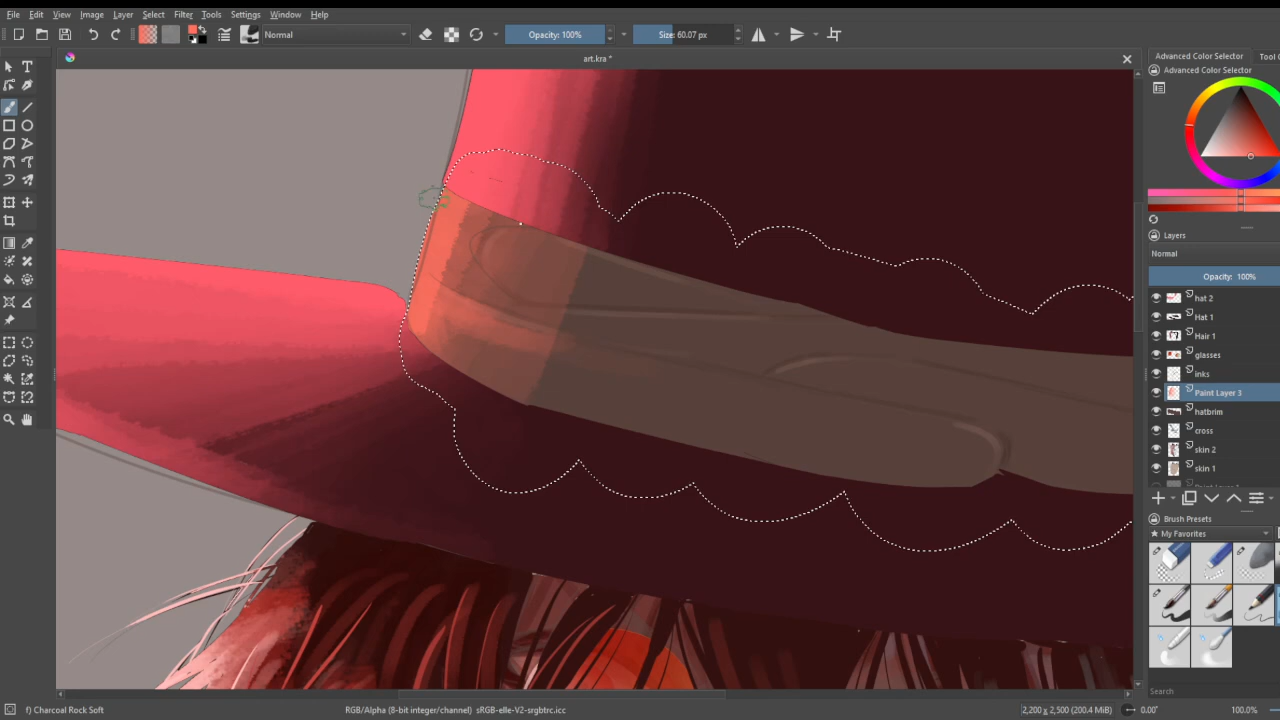 File Edit View Image Layer Select Filter Tools Settings Window Help
Normal Opacity: 100% Size: 60.07 px
art.kra *
Advanced Color Selector Tool
Advanced Color Selector
Layers
Normal
Opacity: 100%
hat 2
Hat 1
Hair 1
glasses
inks
Paint Layer 3
hatbrim
cross
skin 2
skin 1
Brush Presets
★ My Favorites
Search
f) Charcoal Rock Soft RGB/Alpha (8-bit integer/channel) sRGB-elle-V2-srgbtrc.icc 2,200 x 2,500 (200.4 MiB) 0.00° 100.0%